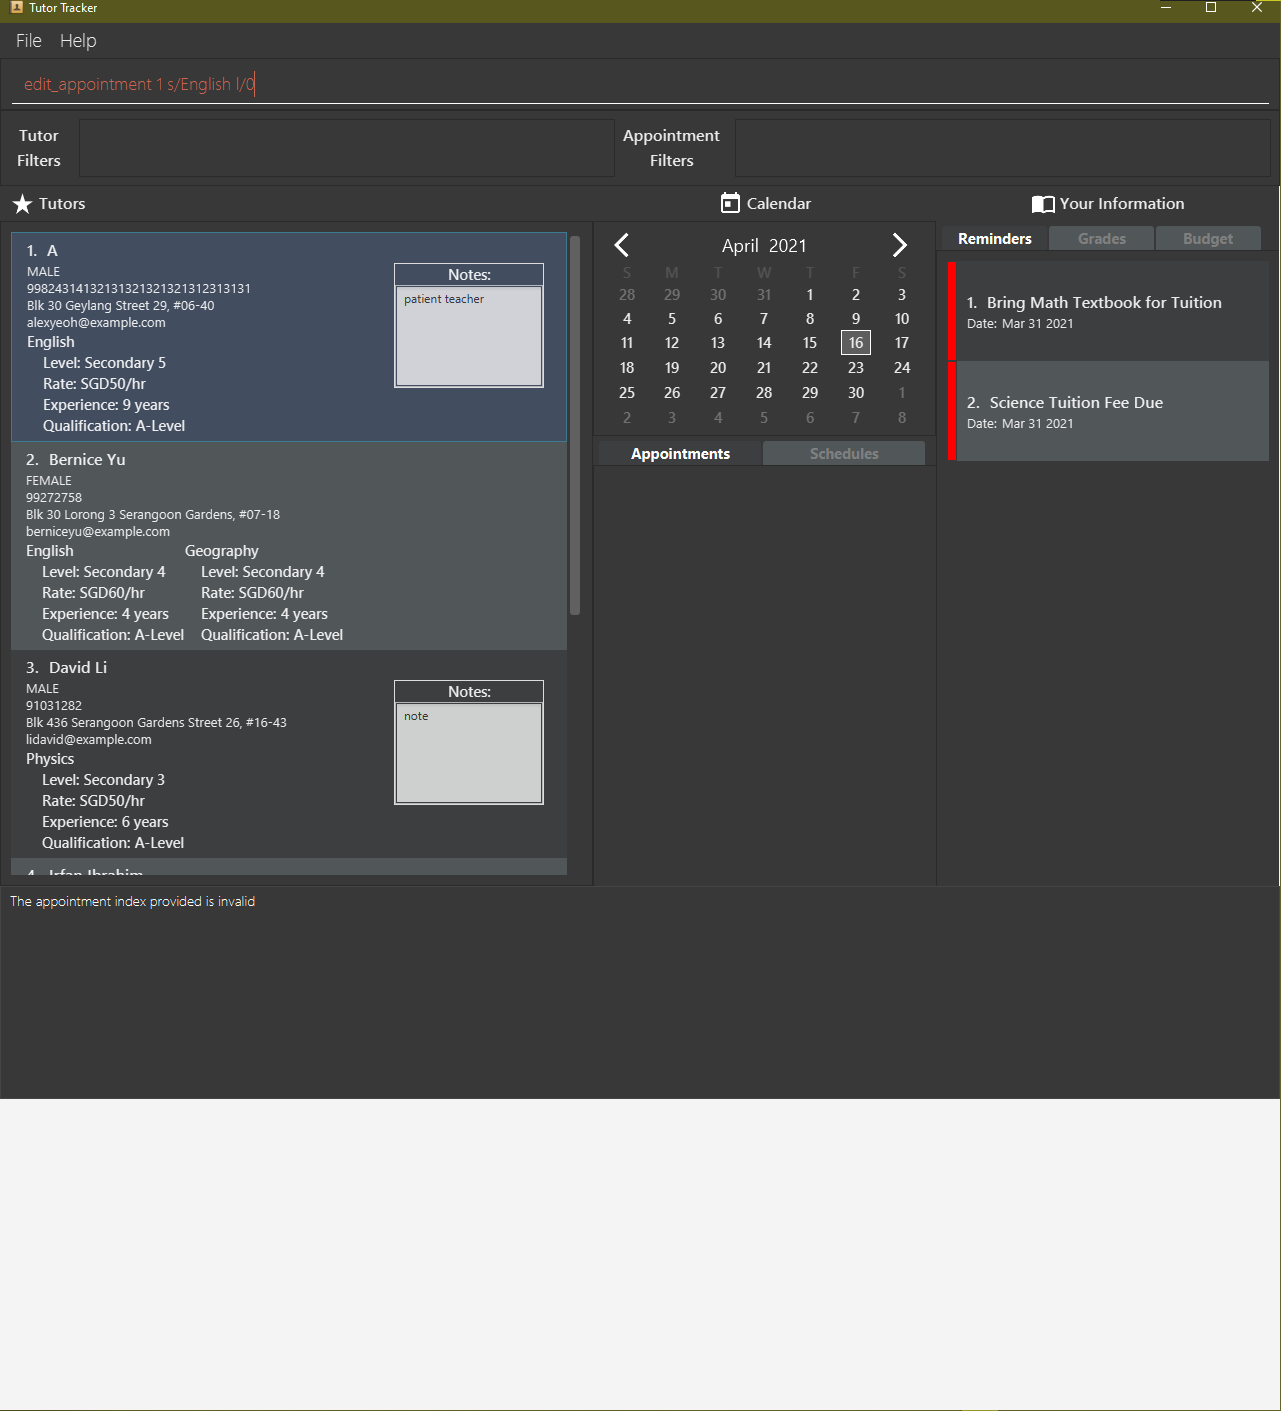 Tutor Tracker
File Help
edit_appointment 1 s/English l/0
Tutor Filters
Appointment Filters
Tutors
Calendar
Your Information
1. A
MALE
Blk 30 Geylang Street 29, #06-40
alexyeoh@example.com
English
Level: Secondary 5
Rate: SGD50/hr
Experience: 9 years
Qualification: A-Level
Notes:
patient teacher
2. Bernice Yu
FEMALE
99272758
Blk 30 Lorong 3 Serangoon Gardens, #07-18
berniceyu@example.com
English Geography
Level: Secondary 4 Level: Secondary 4
Rate: SGD60/hr Rate: SGD60/hr
Experience: 4 years Experience: 4 years
Qualification: A-Level Qualification: A-Level
3. David Li
MALE
91031282
Blk 436 Serangoon Gardens Street 26, #16-43
lidavid@example.com
Physics
Level: Secondary 3
Rate: SGD50/hr
Experience: 6 years
Qualification: A-Level
Notes:
note
4. Irfan Ibrahim
April 2021
S M T W T F S
28 29 30 31 1 2 3
4 5 6 7 8 9 10
11 12 13 14 15 16 17
18 19 20 21 22 23 24
25 26 27 28 29 30 1
2 3 4 5 6 7 8
Appointments Schedules
Reminders Grades Budget
1. Bring Math Textbook for Tuition
Date: Mar 31 2021
2. Science Tuition Fee Due
Date: Mar 31 2021
The appointment index provided is invalid